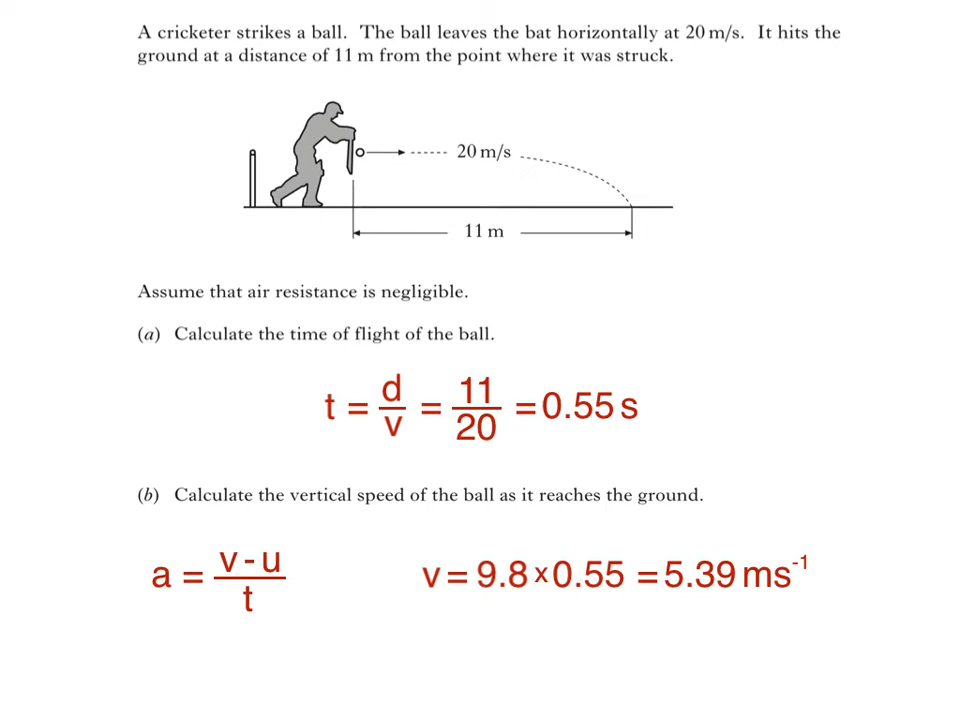 A cricketer strikes a ball. The ball leaves the bat horizontally at 20 m/s. It hits the
ground at a distance of 11 m from the point where it was struck.
20 m/s
11 m
Assume that air resistance is negligible.
(a) Calculate the time of flight of the ball.
t = d/v = 11/20 = 0.55 s
(b) Calculate the vertical speed of the ball as it reaches the ground.
a = v - u/t v = 9.8 x 0.55 = 5.39 ms⁻¹